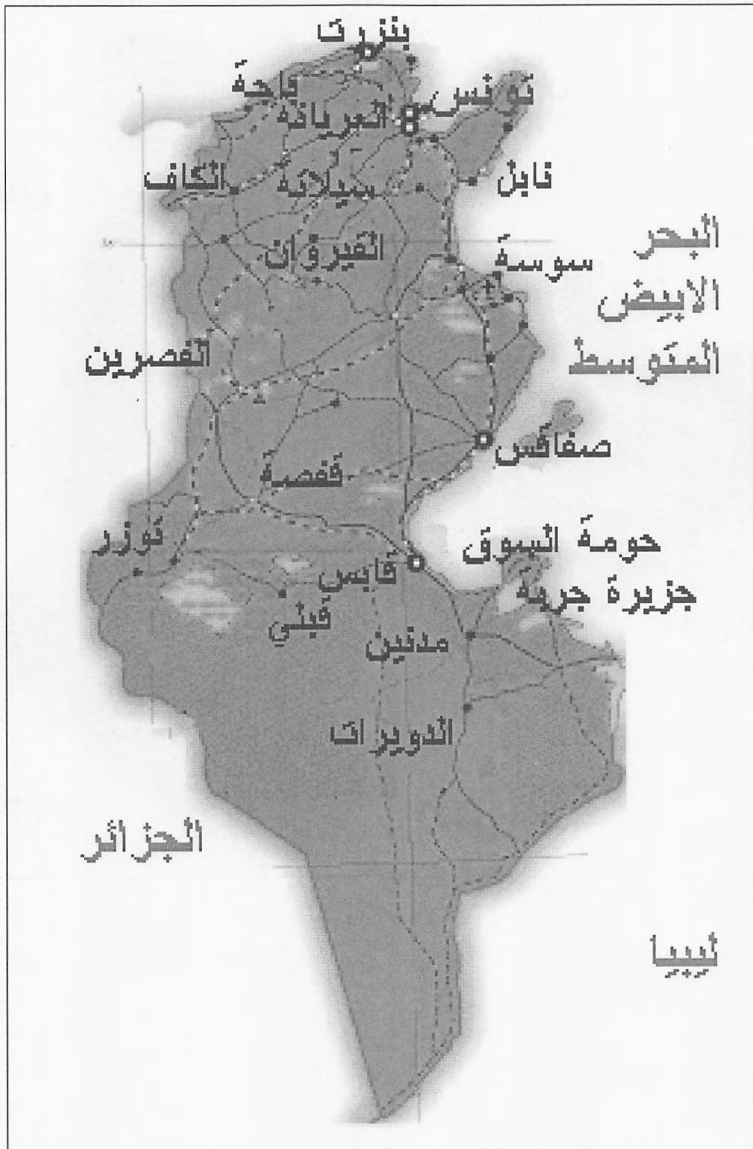 بنزرت
باجة
تونس
العريانة
الكاف
سيلانه
نابل
القيروان
سوسة
البحر
الابيض
المتوسط
القصرين
صفاقس
قفصة
توزر
قابس
حومة السوق
جزيرة جربة
قبلي
مدنين
الدويرات
الجزائر
ليبيا